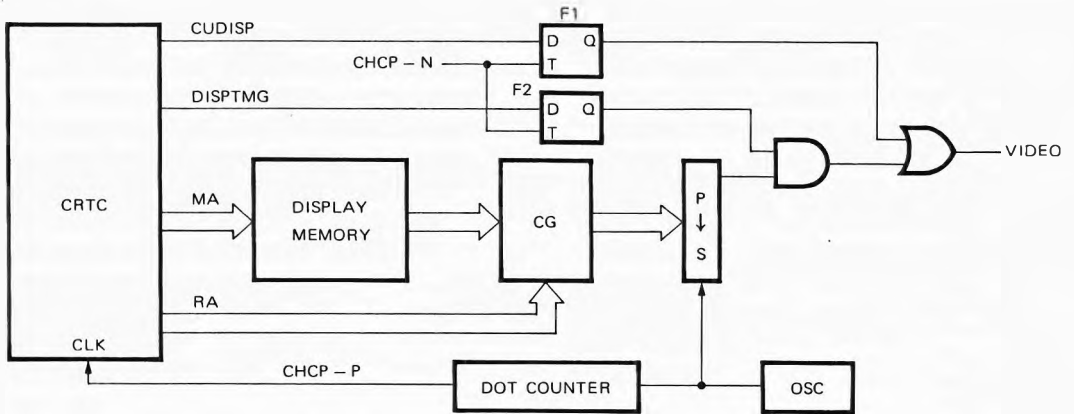 F1
CUDISP
D Q
CHCP – N
T
F2
DISPTMG
D Q
T
VIDEO
CRTC
MA
DISPLAY
MEMORY
CG
P
↓
S
RA
CLK
CHCP – P
DOT COUNTER
OSC